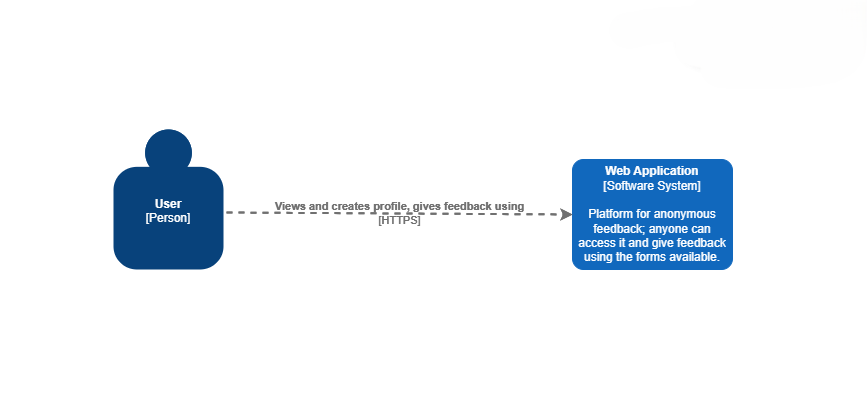 User
[Person]
Views and creates profile, gives feedback using
[HTTPS]
Web Application
[Software System]
Platform for anonymous
feedback; anyone can
access it and give feedback
using the forms available.